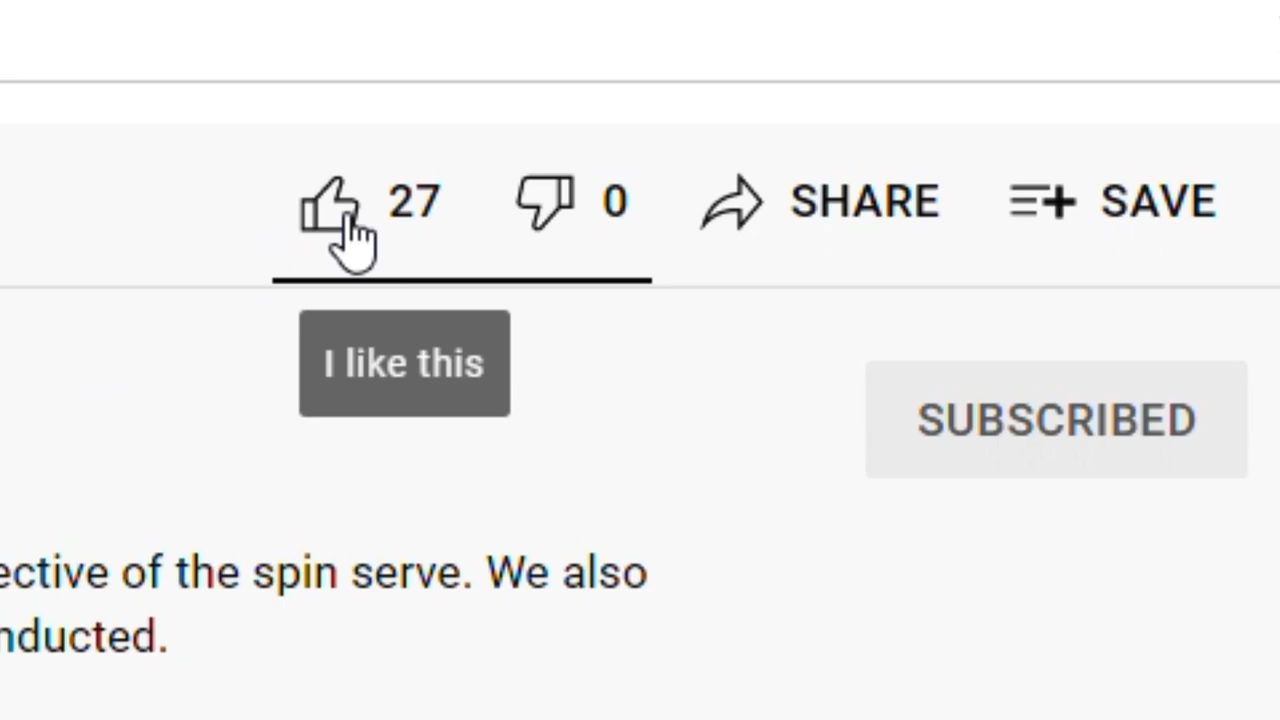 27 0 SHARE SAVE
I like this
SUBSCRIBED
ective of the spin serve. We also
nducted.